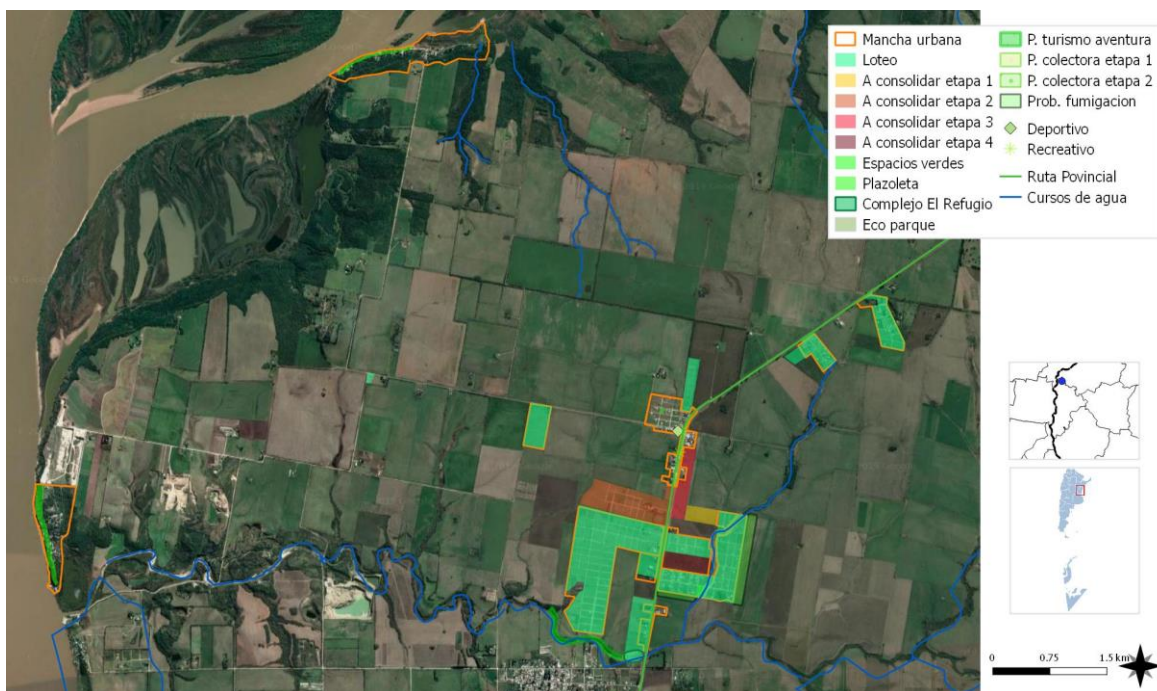 Mancha urbana
Loteo
A consolidar etapa 1
A consolidar etapa 2
A consolidar etapa 3
A consolidar etapa 4
Espacios verdes
Plazoleta
Complejo El Refugio
Eco parque
P. turismo aventura
P. colectora etapa 1
P. colectora etapa 2
Prob. fumigacion
Deportivo
Recreativo
Ruta Povincial
Cursos de agua
0 0.75 1.5 km